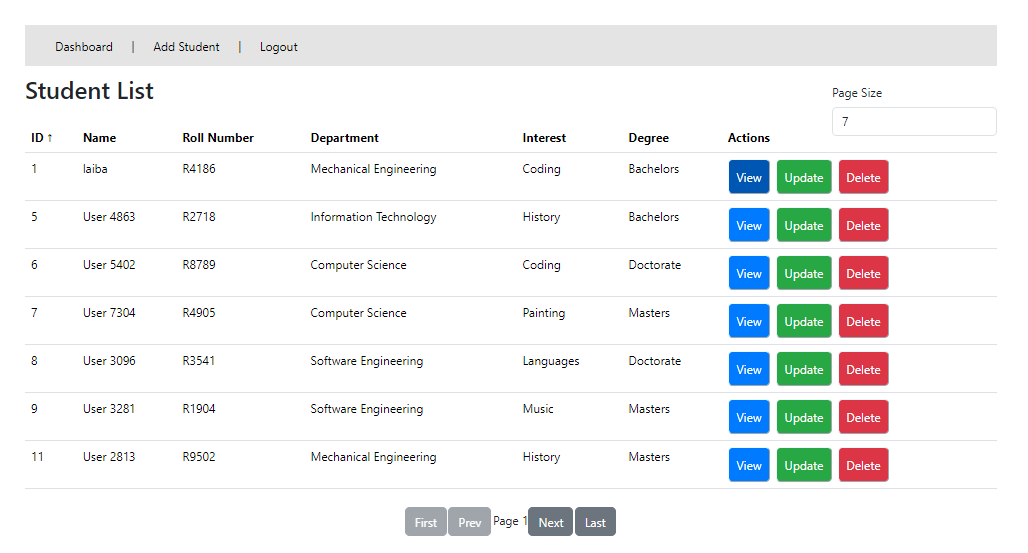 Dashboard | Add Student | Logout
Student List
Page Size
7
ID ↑ Name Roll Number Department Interest Degree Actions
1 laiba R4186 Mechanical Engineering Coding Bachelors View Update Delete
5 User 4863 R2718 Information Technology History Bachelors View Update Delete
6 User 5402 R8789 Computer Science Coding Doctorate View Update Delete
7 User 7304 R4905 Computer Science Painting Masters View Update Delete
8 User 3096 R3541 Software Engineering Languages Doctorate View Update Delete
9 User 3281 R1904 Software Engineering Music Masters View Update Delete
11 User 2813 R9502 Mechanical Engineering History Masters View Update Delete
First Prev Page 1 Next Last